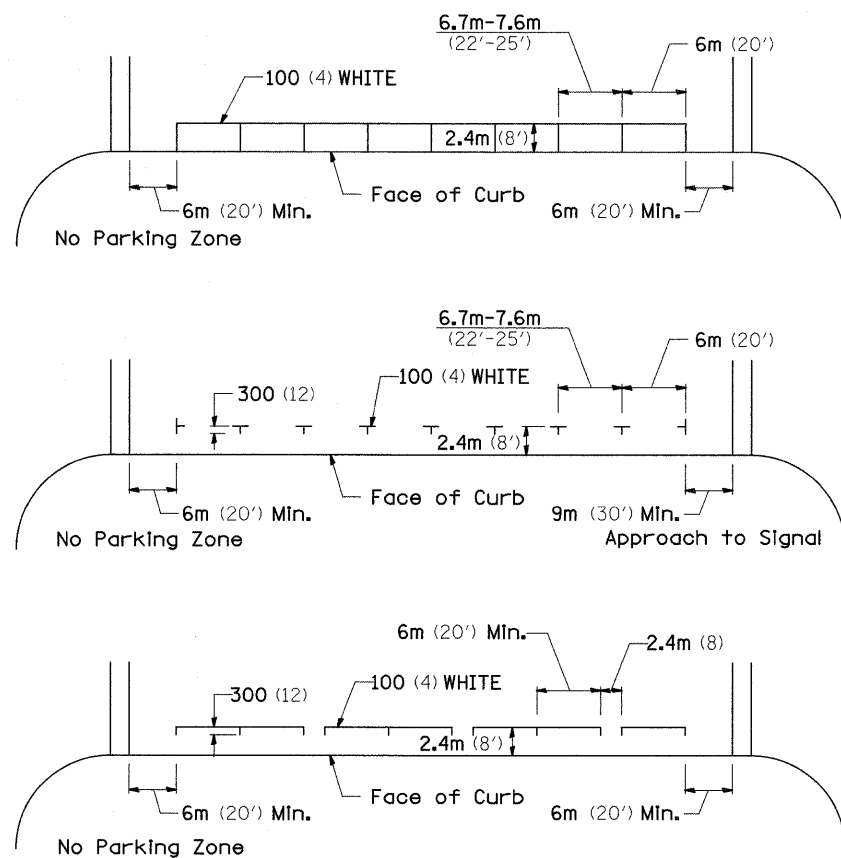 6.7m-7.6m
(22'-25')
6m (20')
100 (4) WHITE
2.4m (8')
Face of Curb
6m (20') Min.
6m (20') Min.
No Parking Zone
6.7m-7.6m
(22'-25')
6m (20')
300 (12)
100 (4) WHITE
2.4m (8')
Face of Curb
6m (20') Min.
9m (30') Min.
No Parking Zone
Approach to Signal
6m (20') Min.
2.4m (8)
300 (12)
100 (4) WHITE
2.4m (8')
Face of Curb
6m (20') Min.
6m (20') Min.
No Parking Zone